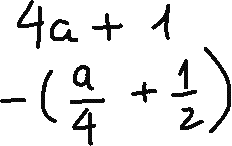 4a + 1
-(a/4 + 1/2)